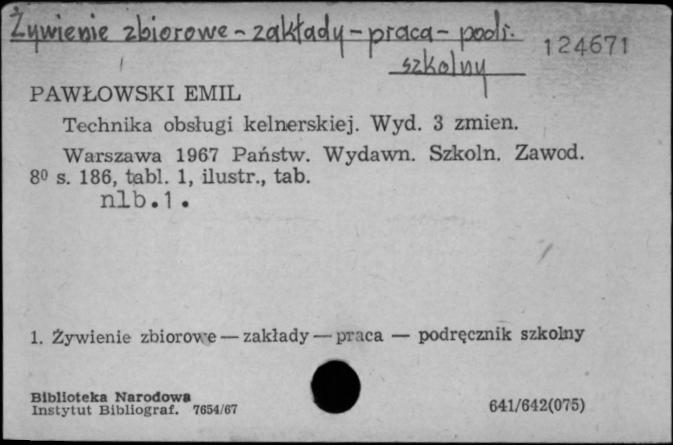 Żywienie zbiorowe - zakłady - praca - podr.
szkolny
124671
PAWŁOWSKI EMIL
Technika obsługi kelnerskiej. Wyd. 3 zmien.
Warszawa 1967 Państw. Wydawn. Szkoln. Zawod.
8⁰ s. 186, tabl. 1, ilustr., tab.
nlb.1.
1. Żywienie zbiorowe — zakłady — praca — podręcznik szkolny
Biblioteka Narodowa
Instytut Bibliograf. 7654/67
641/642(075)